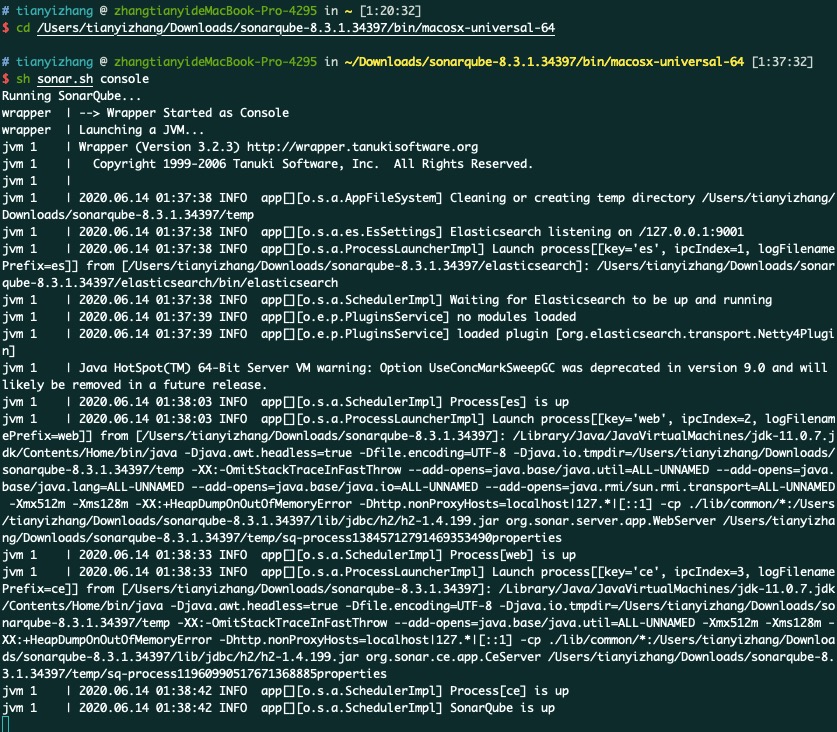 # tianyizhang @ zhangtianyideMacBook-Pro-4295 in ~ [1:20:32]
$ cd /Users/tianyizhang/Downloads/sonarqube-8.3.1.34397/bin/macosx-universal-64
# tianyizhang @ zhangtianyideMacBook-Pro-4295 in ~/Downloads/sonarqube-8.3.1.34397/bin/macosx-universal-64 [1:37:32]
$ sh sonar.sh console
Running SonarQube...
wrapper  | --> Wrapper Started as Console
wrapper  | Launching a JVM...
jvm 1    | Wrapper (Version 3.2.3) http://wrapper.tanukisoftware.org
jvm 1    |   Copyright 1999-2006 Tanuki Software, Inc.  All Rights Reserved.
jvm 1    |
jvm 1    | 2020.06.14 01:37:38 INFO  app[][o.s.a.AppFileSystem] Cleaning or creating temp directory /Users/tianyizhang/
Downloads/sonarqube-8.3.1.34397/temp
jvm 1    | 2020.06.14 01:37:38 INFO  app[][o.s.a.es.EsSettings] Elasticsearch listening on /127.0.0.1:9001
jvm 1    | 2020.06.14 01:37:38 INFO  app[][o.s.a.ProcessLauncherImpl] Launch process[[key='es', ipcIndex=1, logFilename
Prefix=es]] from [/Users/tianyizhang/Downloads/sonarqube-8.3.1.34397/elasticsearch]: /Users/tianyizhang/Downloads/sonar
qube-8.3.1.34397/elasticsearch/bin/elasticsearch
jvm 1    | 2020.06.14 01:37:38 INFO  app[][o.s.a.SchedulerImpl] Waiting for Elasticsearch to be up and running
jvm 1    | 2020.06.14 01:37:39 INFO  app[][o.e.p.PluginsService] no modules loaded
jvm 1    | 2020.06.14 01:37:39 INFO  app[][o.e.p.PluginsService] loaded plugin [org.elasticsearch.transport.Netty4Plugi
n]
jvm 1    | Java HotSpot(TM) 64-Bit Server VM warning: Option UseConcMarkSweepGC was deprecated in version 9.0 and will
likely be removed in a future release.
jvm 1    | 2020.06.14 01:38:03 INFO  app[][o.s.a.SchedulerImpl] Process[es] is up
jvm 1    | 2020.06.14 01:38:03 INFO  app[][o.s.a.ProcessLauncherImpl] Launch process[[key='web', ipcIndex=2, logFilenam
ePrefix=web]] from [/Users/tianyizhang/Downloads/sonarqube-8.3.1.34397]: /Library/Java/JavaVirtualMachines/jdk-11.0.7.j
dk/Contents/Home/bin/java -Djava.awt.headless=true -Dfile.encoding=UTF-8 -Djava.io.tmpdir=/Users/tianyizhang/Downloads/
sonarqube-8.3.1.34397/temp -XX:-OmitStackTraceInFastThrow --add-opens=java.base/java.util=ALL-UNNAMED --add-opens=java.
base/java.lang=ALL-UNNAMED --add-opens=java.base/java.io=ALL-UNNAMED --add-opens=java.rmi/sun.rmi.transport=ALL-UNNAMED
 -Xmx512m -Xms128m -XX:+HeapDumpOnOutOfMemoryError -Dhttp.nonProxyHosts=localhost|127.*|[::1] -cp ./lib/common/*:/Users
/tianyizhang/Downloads/sonarqube-8.3.1.34397/lib/jdbc/h2/h2-1.4.199.jar org.sonar.server.app.WebServer /Users/tianyizha
ng/Downloads/sonarqube-8.3.1.34397/temp/sq-process13845712791469353490properties
jvm 1    | 2020.06.14 01:38:33 INFO  app[][o.s.a.SchedulerImpl] Process[web] is up
jvm 1    | 2020.06.14 01:38:33 INFO  app[][o.s.a.ProcessLauncherImpl] Launch process[[key='ce', ipcIndex=3, logFilename
Prefix=ce]] from [/Users/tianyizhang/Downloads/sonarqube-8.3.1.34397]: /Library/Java/JavaVirtualMachines/jdk-11.0.7.jdk
/Contents/Home/bin/java -Djava.awt.headless=true -Dfile.encoding=UTF-8 -Djava.io.tmpdir=/Users/tianyizhang/Downloads/so
narqube-8.3.1.34397/temp -XX:-OmitStackTraceInFastThrow --add-opens=java.base/java.util=ALL-UNNAMED -Xmx512m -Xms128m -
XX:+HeapDumpOnOutOfMemoryError -Dhttp.nonProxyHosts=localhost|127.*|[::1] -cp ./lib/common/*:/Users/tianyizhang/Downloa
ds/sonarqube-8.3.1.34397/lib/jdbc/h2/h2-1.4.199.jar org.sonar.ce.app.CeServer /Users/tianyizhang/Downloads/sonarqube-8.
3.1.34397/temp/sq-process11960990517671368885properties
jvm 1    | 2020.06.14 01:38:42 INFO  app[][o.s.a.SchedulerImpl] Process[ce] is up
jvm 1    | 2020.06.14 01:38:42 INFO  app[][o.s.a.SchedulerImpl] SonarQube is up